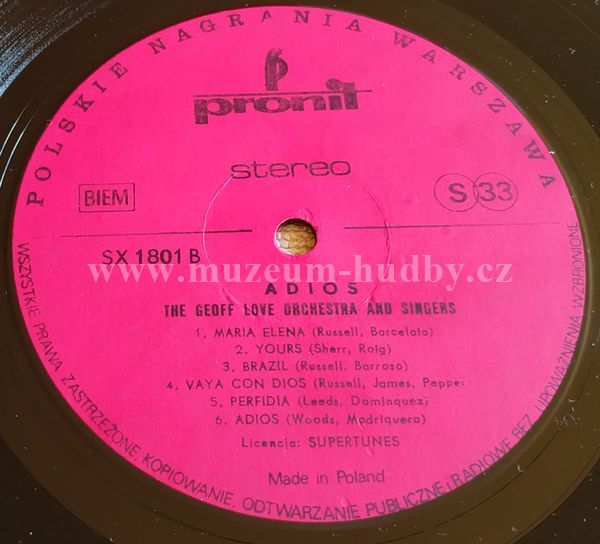 POLSKIE NAGRANIA WARSZAWA
pronit
stereo
BIEM
S 33
SX 1801 B
www.muzeum-hudby.cz
ADIOS
THE GEOFF LOVE ORCHESTRA AND SINGERS
1. MARIA ELENA (Russell, Barcelata)
2. YOURS (Sherr, Roig)
3. BRAZIL (Russell, Barroso)
4. VAYA CON DIOS (Russell, James, Pepper)
5. PERFIDIA (Leeds, Dominquez)
6. ADIOS (Woods, Madriquera)
Licencja: SUPERTUNES
Made in Poland
WSZYSTKIE PRAWA ZASTRZEŻONE. KOPIOWANIE, ODTWARZANIE PUBLICZNE I RADIOWE BEZ UPOWAŻNIENIA WZBRONIONE